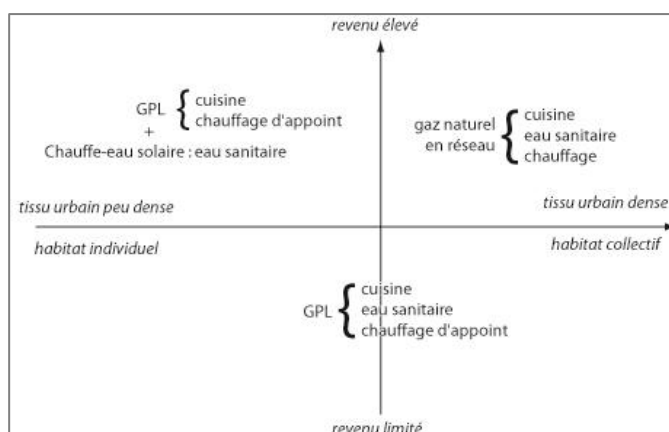 revenu élevé
GPL { cuisine
chauffage d'appoint
+
Chauffe-eau solaire : eau sanitaire
gaz naturel
en réseau { cuisine
eau sanitaire
chauffage
tissu urbain peu dense
tissu urbain dense
habitat individuel
habitat collectif
GPL { cuisine
eau sanitaire
chauffage d'appoint
revenu limité